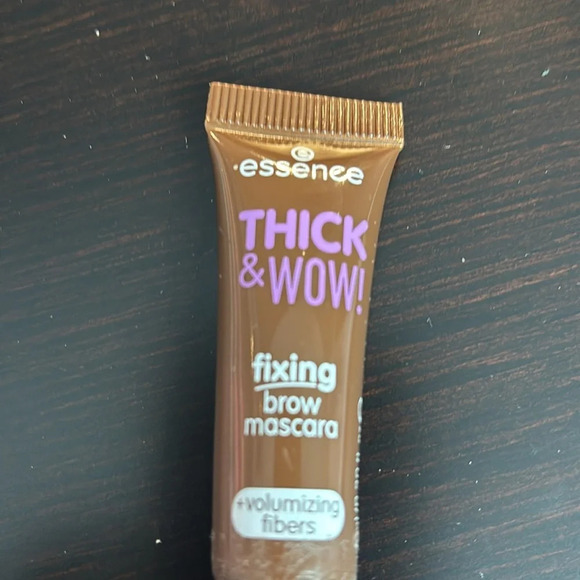 essence
THICK
& WOW!
fixing
brow
mascara
+volumizing
fibers